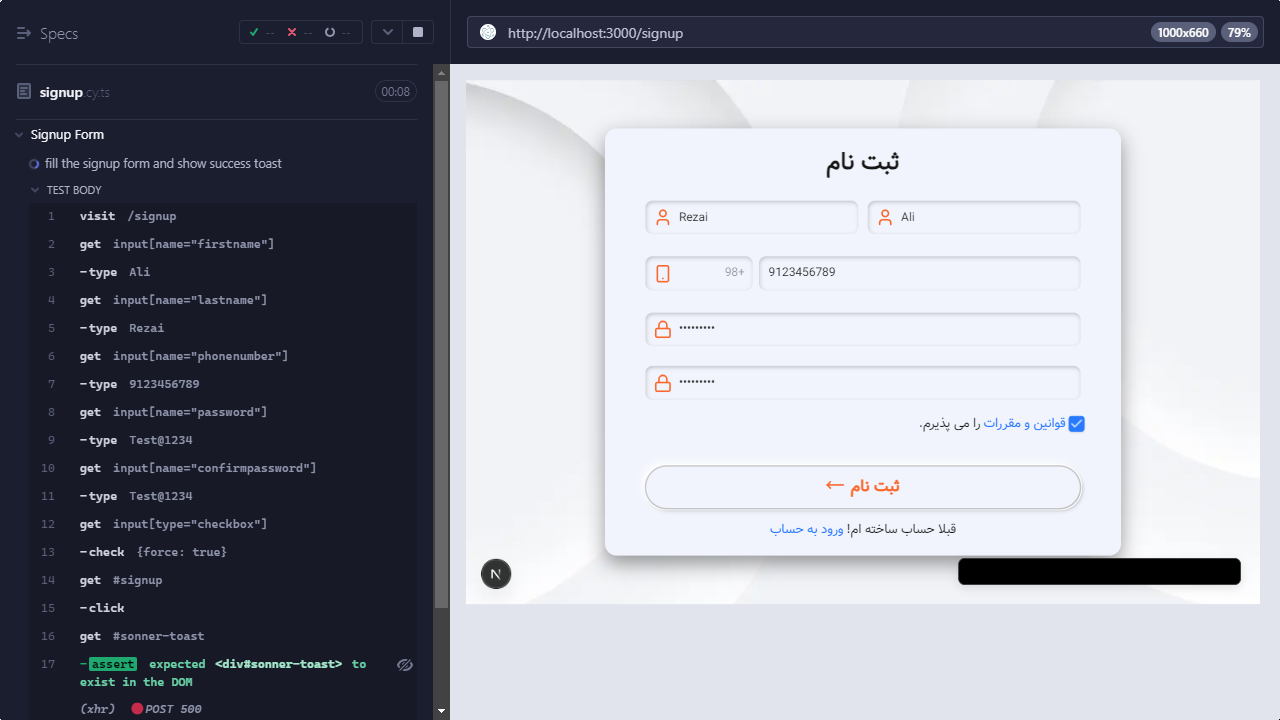 Specs
-- -- --
signup.cy.ts 00:08
Signup Form
fill the signup form and show success toast
TEST BODY
1 visit /signup
2 get input[name="firstname"]
3 -type Ali
4 get input[name="lastname"]
5 -type Rezai
6 get input[name="phonenumber"]
7 -type 9123456789
8 get input[name="password"]
9 -type Test@1234
10 get input[name="confirmpassword"]
11 -type Test@1234
12 get input[type="checkbox"]
13 -check {force: true}
14 get #signup
15 -click
16 get #sonner-toast
17 -assert expected <div#sonner-toast> to
exist in the DOM
(xhr) POST 500
http://localhost:3000/signup
1000x660 79%
ثبت نام
Ali
Rezai
98+ 9123456789
•••••••••
•••••••••
قوانین و مقررات را می پذیرم.
ثبت نام ←
قبلا حساب ساخته ام! ورود به حساب
N